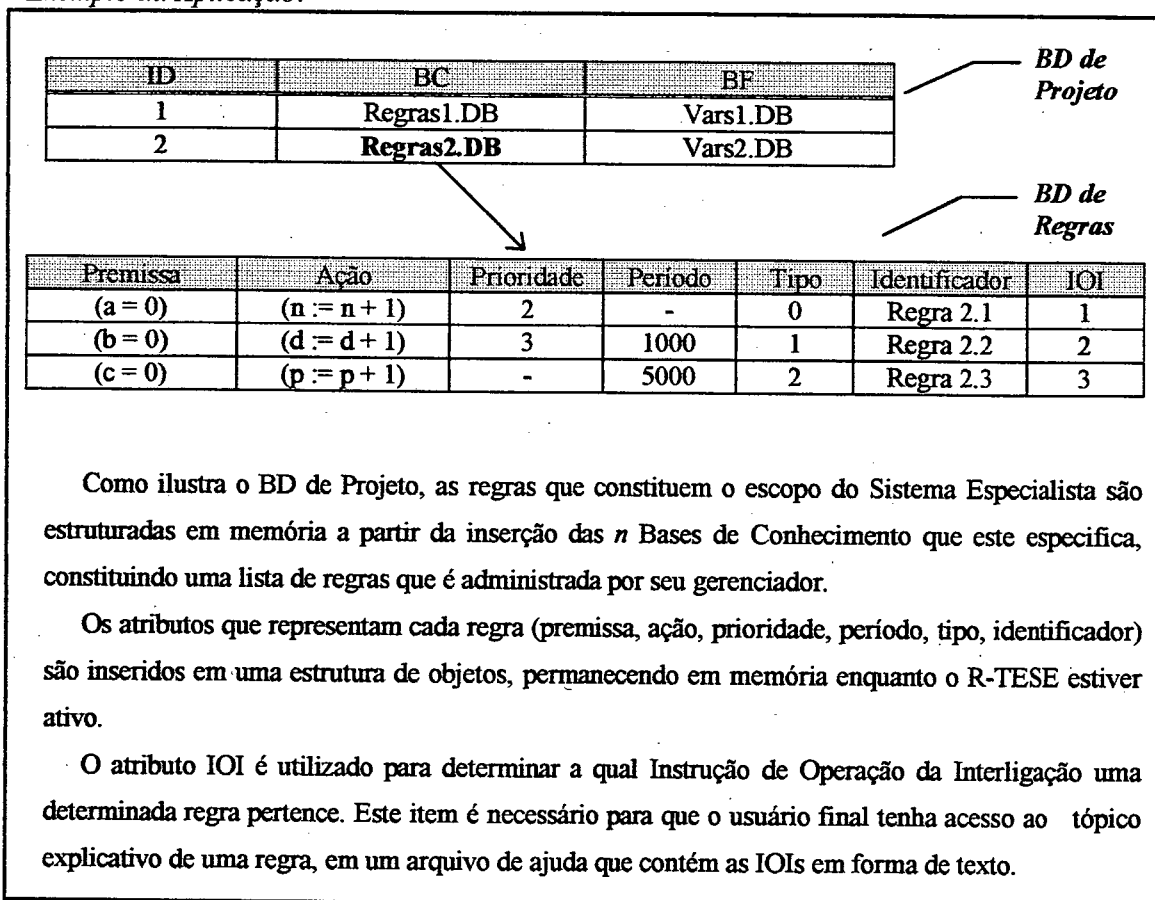 ID BC BF
1 Regras1.DB Vars1.DB
2 Regras2.DB Vars2.DB
BD de
Projeto
BD de
Regras
Premissa Ação Prioridade Período Tipo Identificador IOI
(a = 0) (n := n + 1) 2 - 0 Regra 2.1 1
(b = 0) (d := d + 1) 3 1000 1 Regra 2.2 2
(c = 0) (p := p + 1) - 5000 2 Regra 2.3 3
Como ilustra o BD de Projeto, as regras que constituem o escopo do Sistema Especialista são
estruturadas em memória a partir da inserção das n Bases de Conhecimento que este especifica,
constituindo uma lista de regras que é administrada por seu gerenciador.
Os atributos que representam cada regra (premissa, ação, prioridade, período, tipo, identificador)
são inseridos em uma estrutura de objetos, permanecendo em memória enquanto o R-TESE estiver
ativo.
O atributo IOI é utilizado para determinar a qual Instrução de Operação da Interligação uma
determinada regra pertence. Este item é necessário para que o usuário final tenha acesso ao tópico
explicativo de uma regra, em um arquivo de ajuda que contém as IOIs em forma de texto.